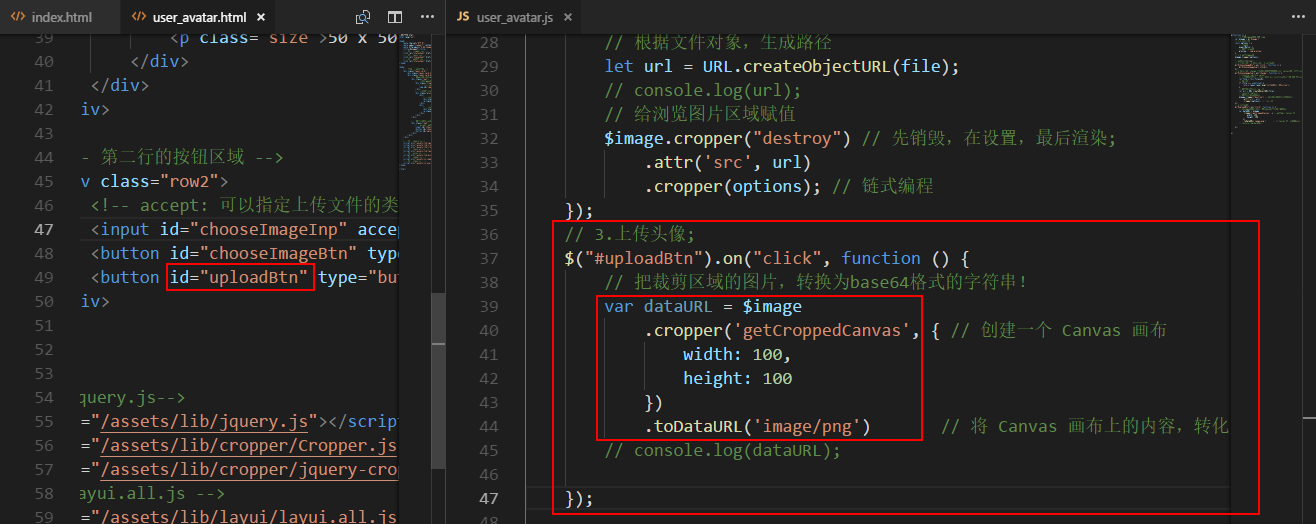 index.html
user_avatar.html
39 <p class="size">50 x 50
40 </div>
41 </div>
42 iv>
43
44 - 第二行的按钮区域 -->
45 v class="row2">
46 <!-- accept: 可以指定上传文件的类
47 <input id="chooseImageInp" accep
48 <button id="chooseImageBtn" type
49 <button id="uploadBtn" type="but
50 iv>
51
52
53
54 query.js-->
55 ="/assets/lib/jquery.js"></script
56 ="/assets/lib/cropper/Cropper.js
57 ="/assets/lib/cropper/jquery-crop
58 ayui.all.js -->
59 ="/assets/lib/layui/layui.all.js
JS user_avatar.js
28 // 根据文件对象，生成路径
29 let url = URL.createObjectURL(file);
30 // console.log(url);
31 // 给浏览图片区域赋值
32 $image.cropper("destroy") // 先销毁，在设置，最后渲染;
33 .attr('src', url)
34 .cropper(options); // 链式编程
35 });
36 // 3.上传头像;
37 $("#uploadBtn").on("click", function () {
38 // 把裁剪区域的图片，转换为base64格式的字符串！
39 var dataURL = $image
40 .cropper('getCroppedCanvas', { // 创建一个 Canvas 画布
41 width: 100,
42 height: 100
43 })
44 .toDataURL('image/png') // 将 Canvas 画布上的内容，转化
45 // console.log(dataURL);
46
47 });
48